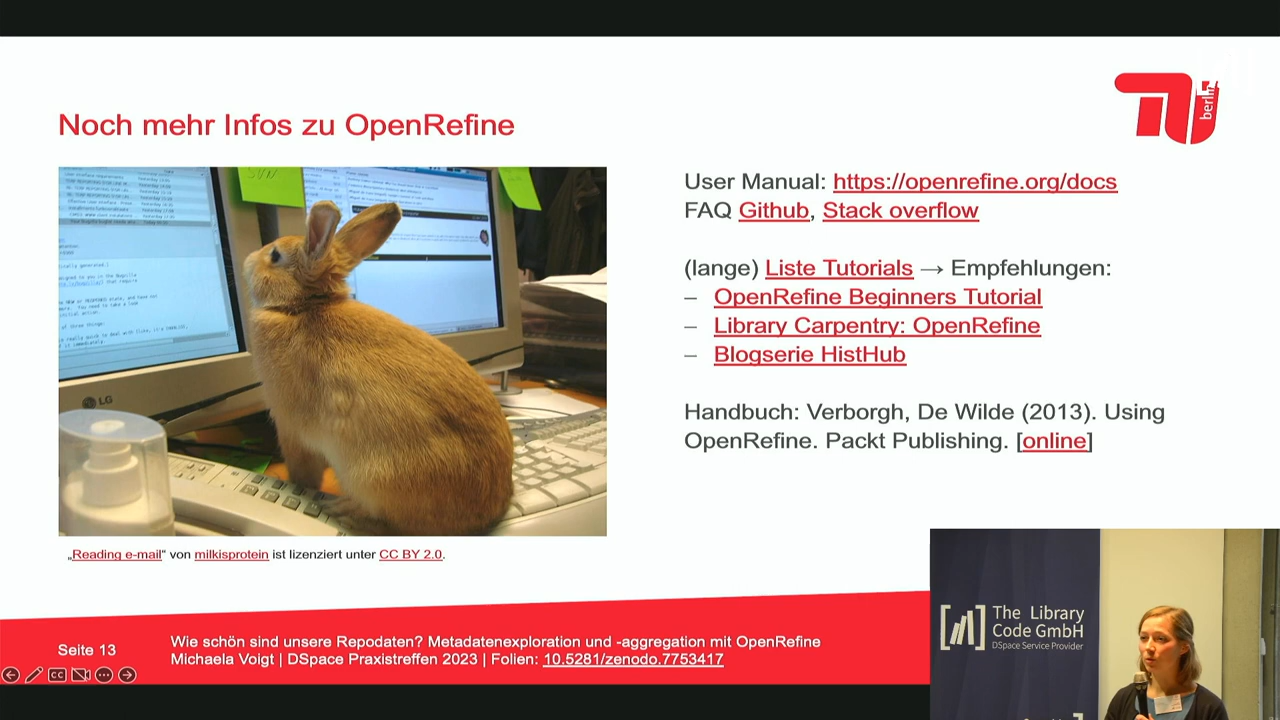 berlin
Noch mehr Infos zu OpenRefine
User Manual: https://openrefine.org/docs
FAQ Github, Stack overflow
(lange) Liste Tutorials → Empfehlungen:
– OpenRefine Beginners Tutorial
– Library Carpentry: OpenRefine
– Blogserie HistHub
Handbuch: Verborgh, De Wilde (2013). Using
OpenRefine. Packt Publishing. [online]
LG
„Reading e-mail“ von milkisprotein ist lizenziert unter CC BY 2.0.
Seite 13
Wie schön sind unsere Repodaten? Metadatenexploration und -aggregation mit OpenRefine
Michaela Voigt | DSpace Praxistreffen 2023 | Folien: 10.5281/zenodo.7753417
CC
The Library
Code GmbH
DSpace Service Provider